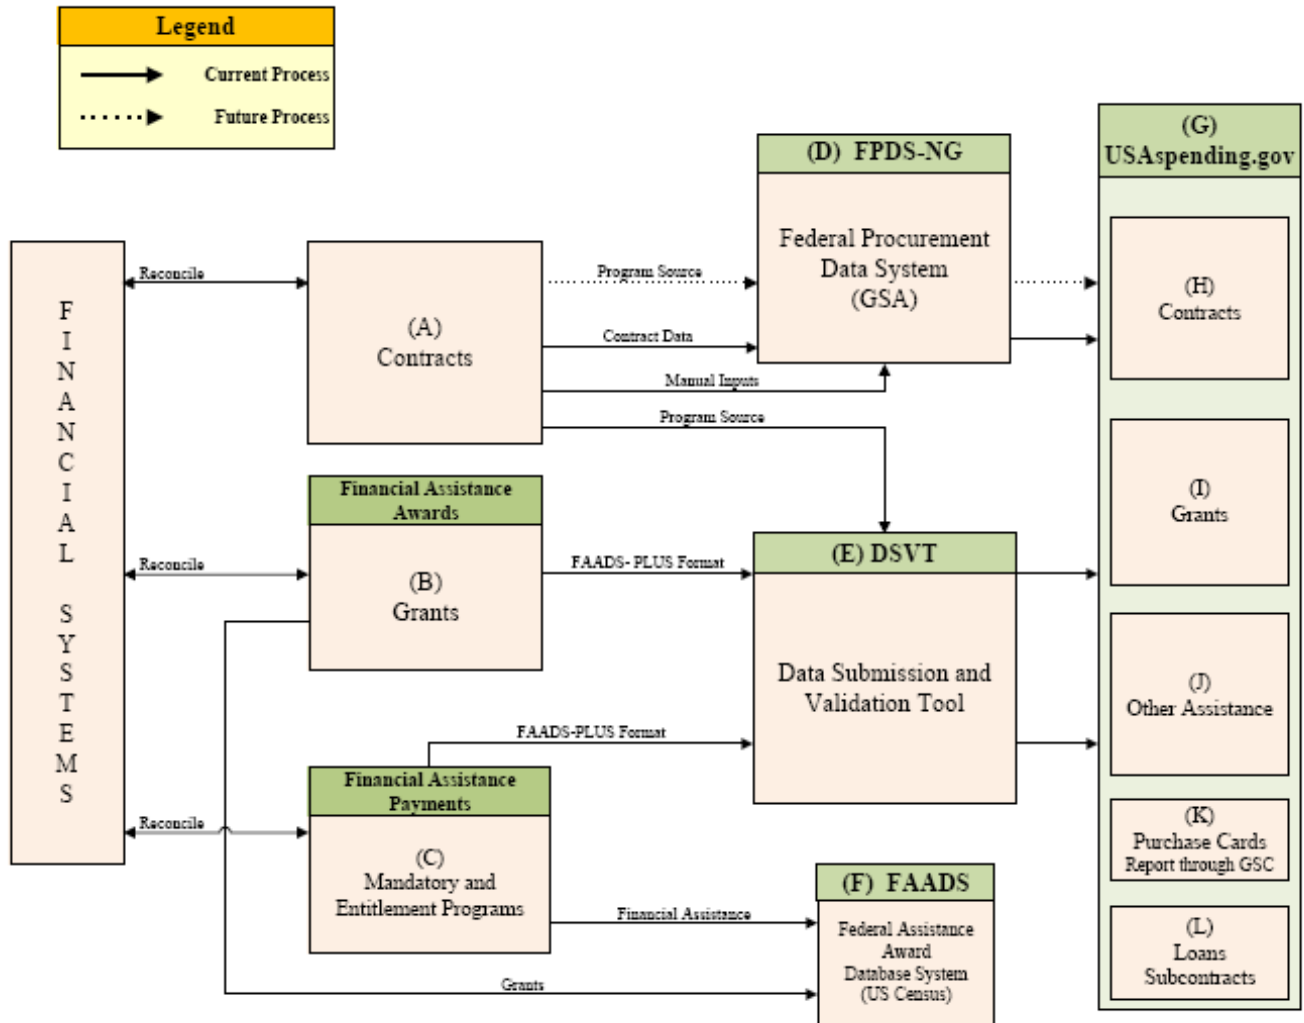 Legend
Current Process
Future Process
(G)
USAspending.gov
(D) FPDS-NG
Federal Procurement
Data System
(GSA)
FINANCIAL SYSTEMS
Reconcile
(A)
Contracts
Program Source
Contract Data
Manual Inputs
Program Source
(H)
Contracts
(I)
Grants
Financial Assistance
Awards
Reconcile
(B)
Grants
FAADS- PLUS Format
(E) DSVT
Data Submission and
Validation Tool
(J)
Other Assistance
FAADS-PLUS Format
Financial Assistance
Payments
Reconcile
(C)
Mandatory and
Entitlement Programs
(K)
Purchase Cards
Report through GSC
Financial Assistance
Grants
(F) FAADS
Federal Assistance
Award
Database System
(US Census)
(L)
Loans
Subcontracts